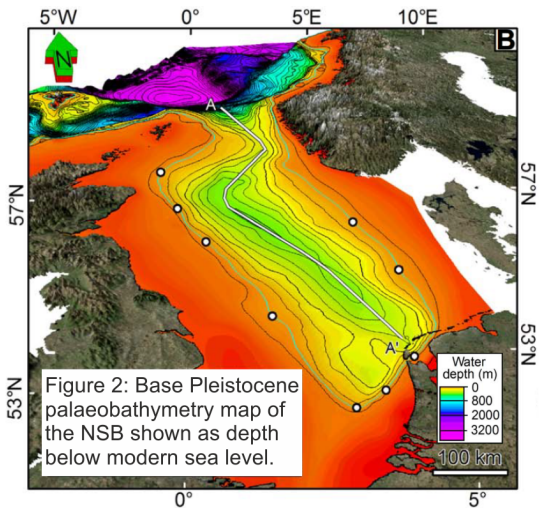 5°W 0° 5°E 10°E
B
N
A
57°N
57°N
A'
53°N
53°N
Water
depth (m)
0
800
2000
3200
Figure 2: Base Pleistocene
palaeobathymetry map of
the NSB shown as depth
below modern sea level.
100 km
0° 5°